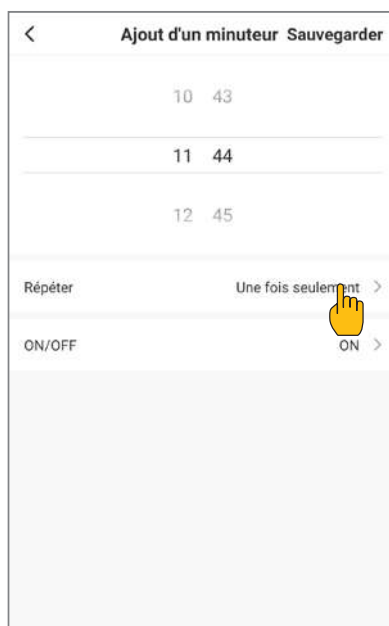 Ajout d'un minuteur Sauvegarder
10 43
11 44
12 45
Répéter Une fois seulement
ON/OFF ON